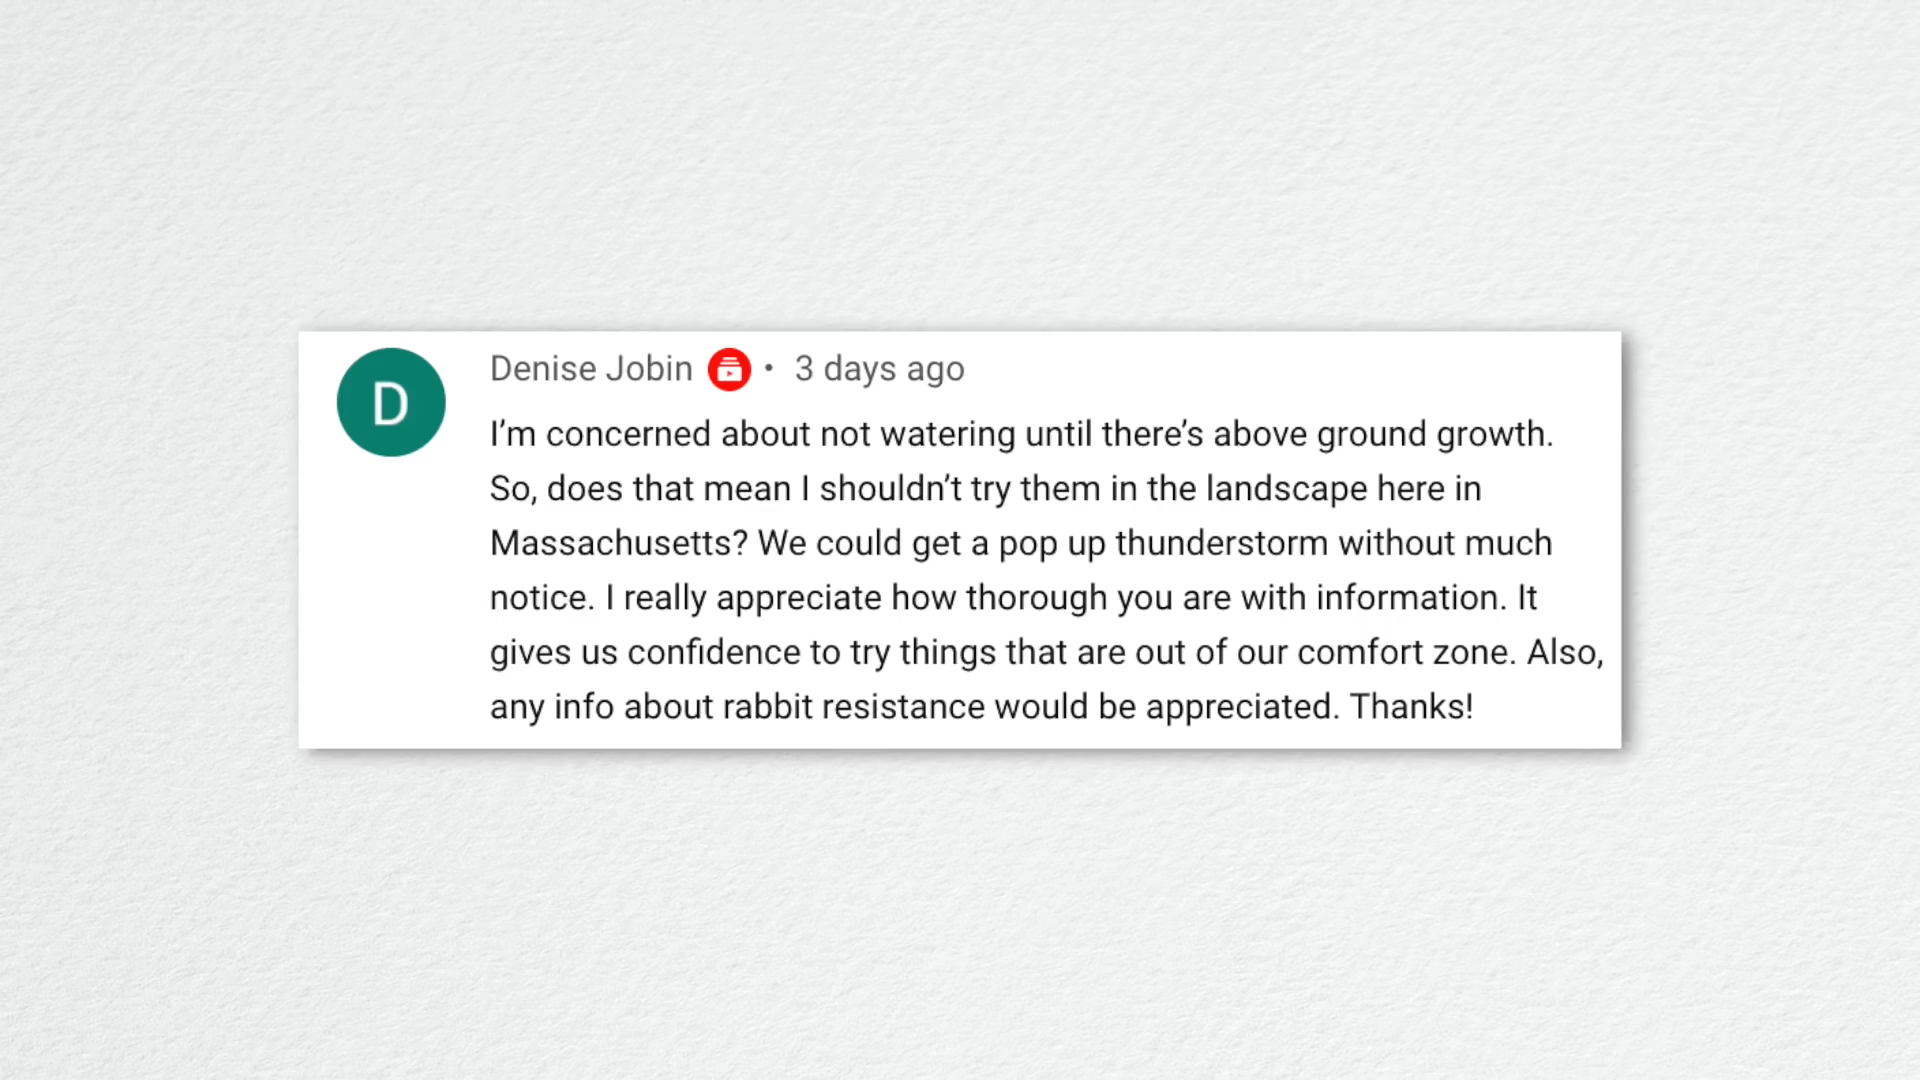 D
Denise Jobin • 3 days ago
I’m concerned about not watering until there’s above ground growth.
So, does that mean I shouldn’t try them in the landscape here in
Massachusetts? We could get a pop up thunderstorm without much
notice. I really appreciate how thorough you are with information. It
gives us confidence to try things that are out of our comfort zone. Also,
any info about rabbit resistance would be appreciated. Thanks!